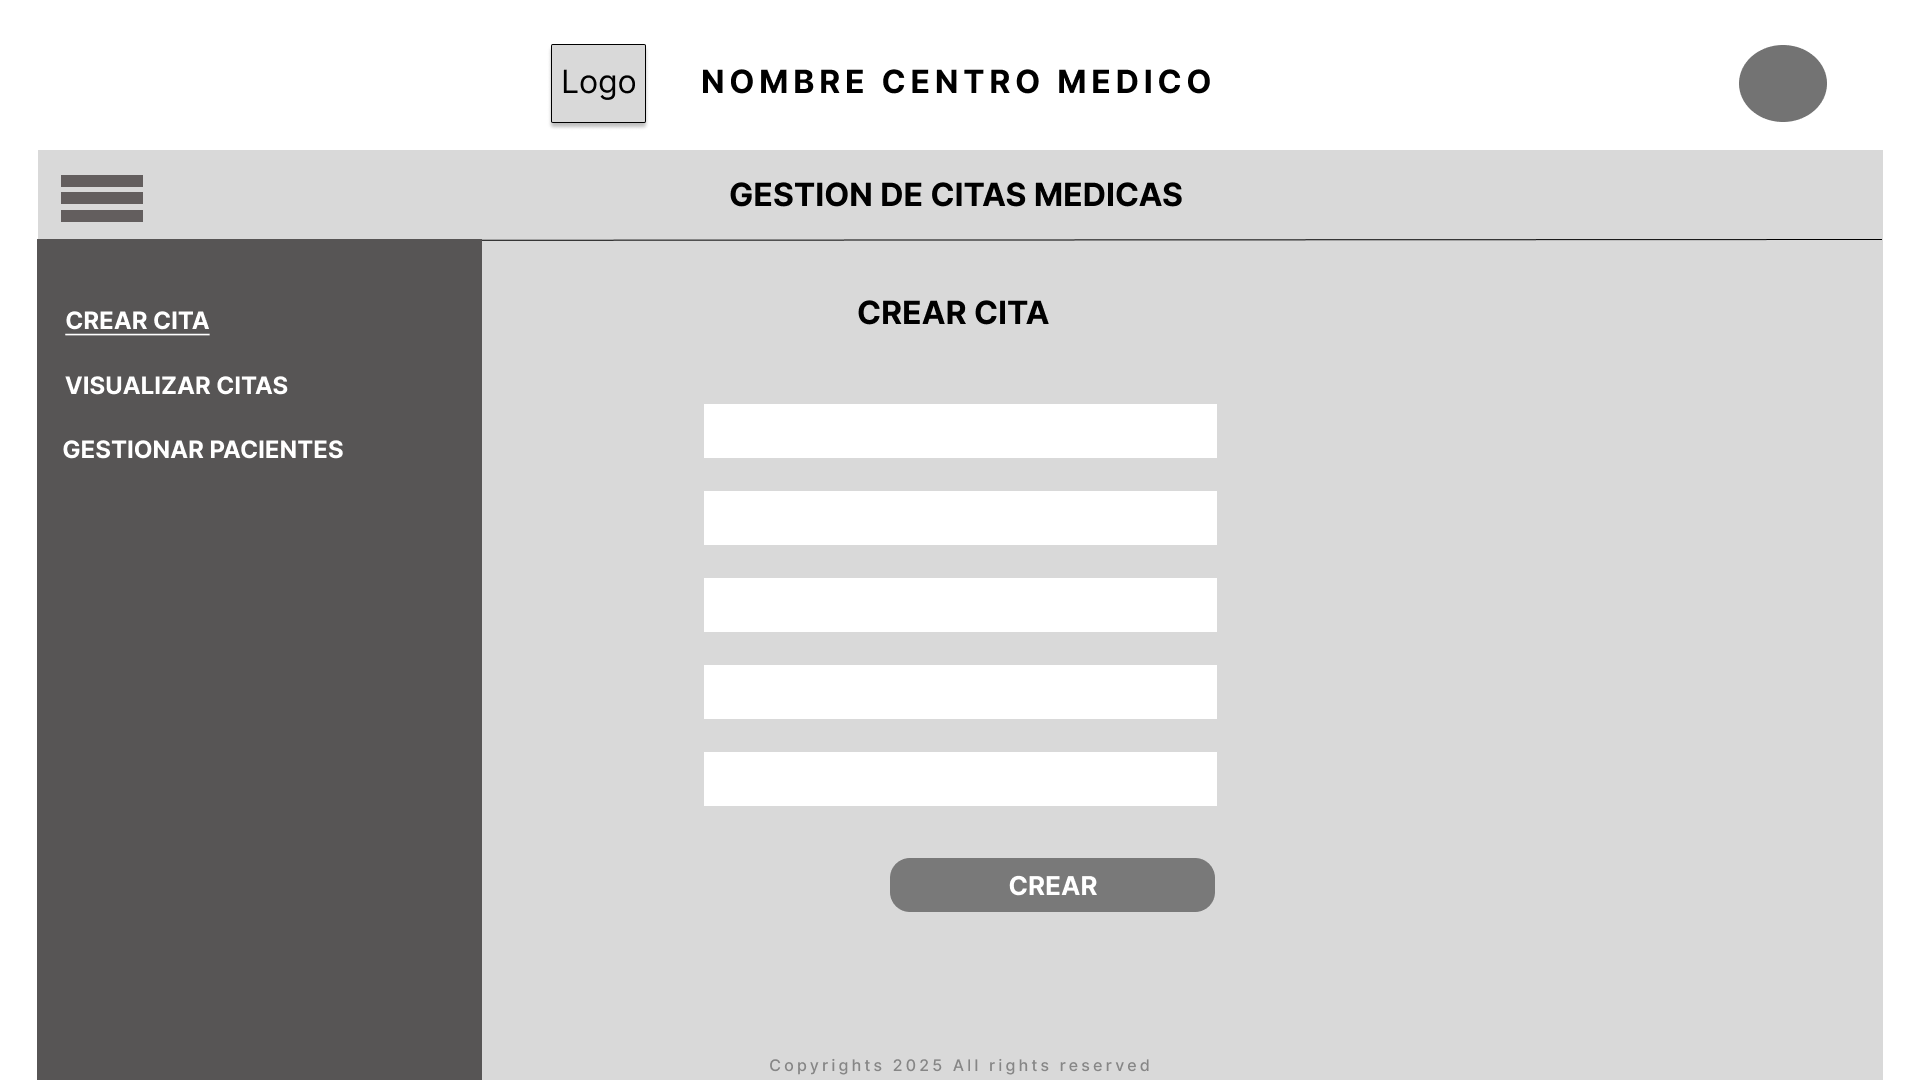 Logo
NOMBRE CENTRO MEDICO
GESTION DE CITAS MEDICAS
CREAR CITA
VISUALIZAR CITAS
GESTIONAR PACIENTES
CREAR CITA
CREAR
Copyrights 2025 All rights reserved